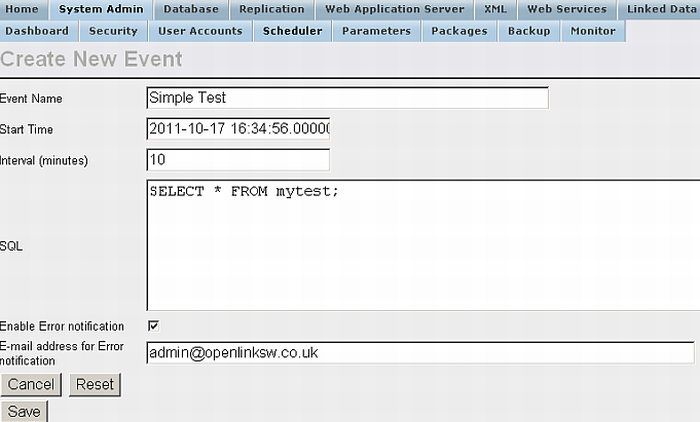 Home System Admin Database Replication Web Application Server XML Web Services Linked Data
Dashboard Security User Accounts Scheduler Parameters Packages Backup Monitor
Create New Event
Event Name Simple Test
Start Time 2011-10-17 16:34:56.0000
Interval (minutes) 10
SELECT * FROM mytest;
SQL
Enable Error notification
E-mail address for Error
notification
admin@openlinksw.co.uk
Cancel Reset
Save